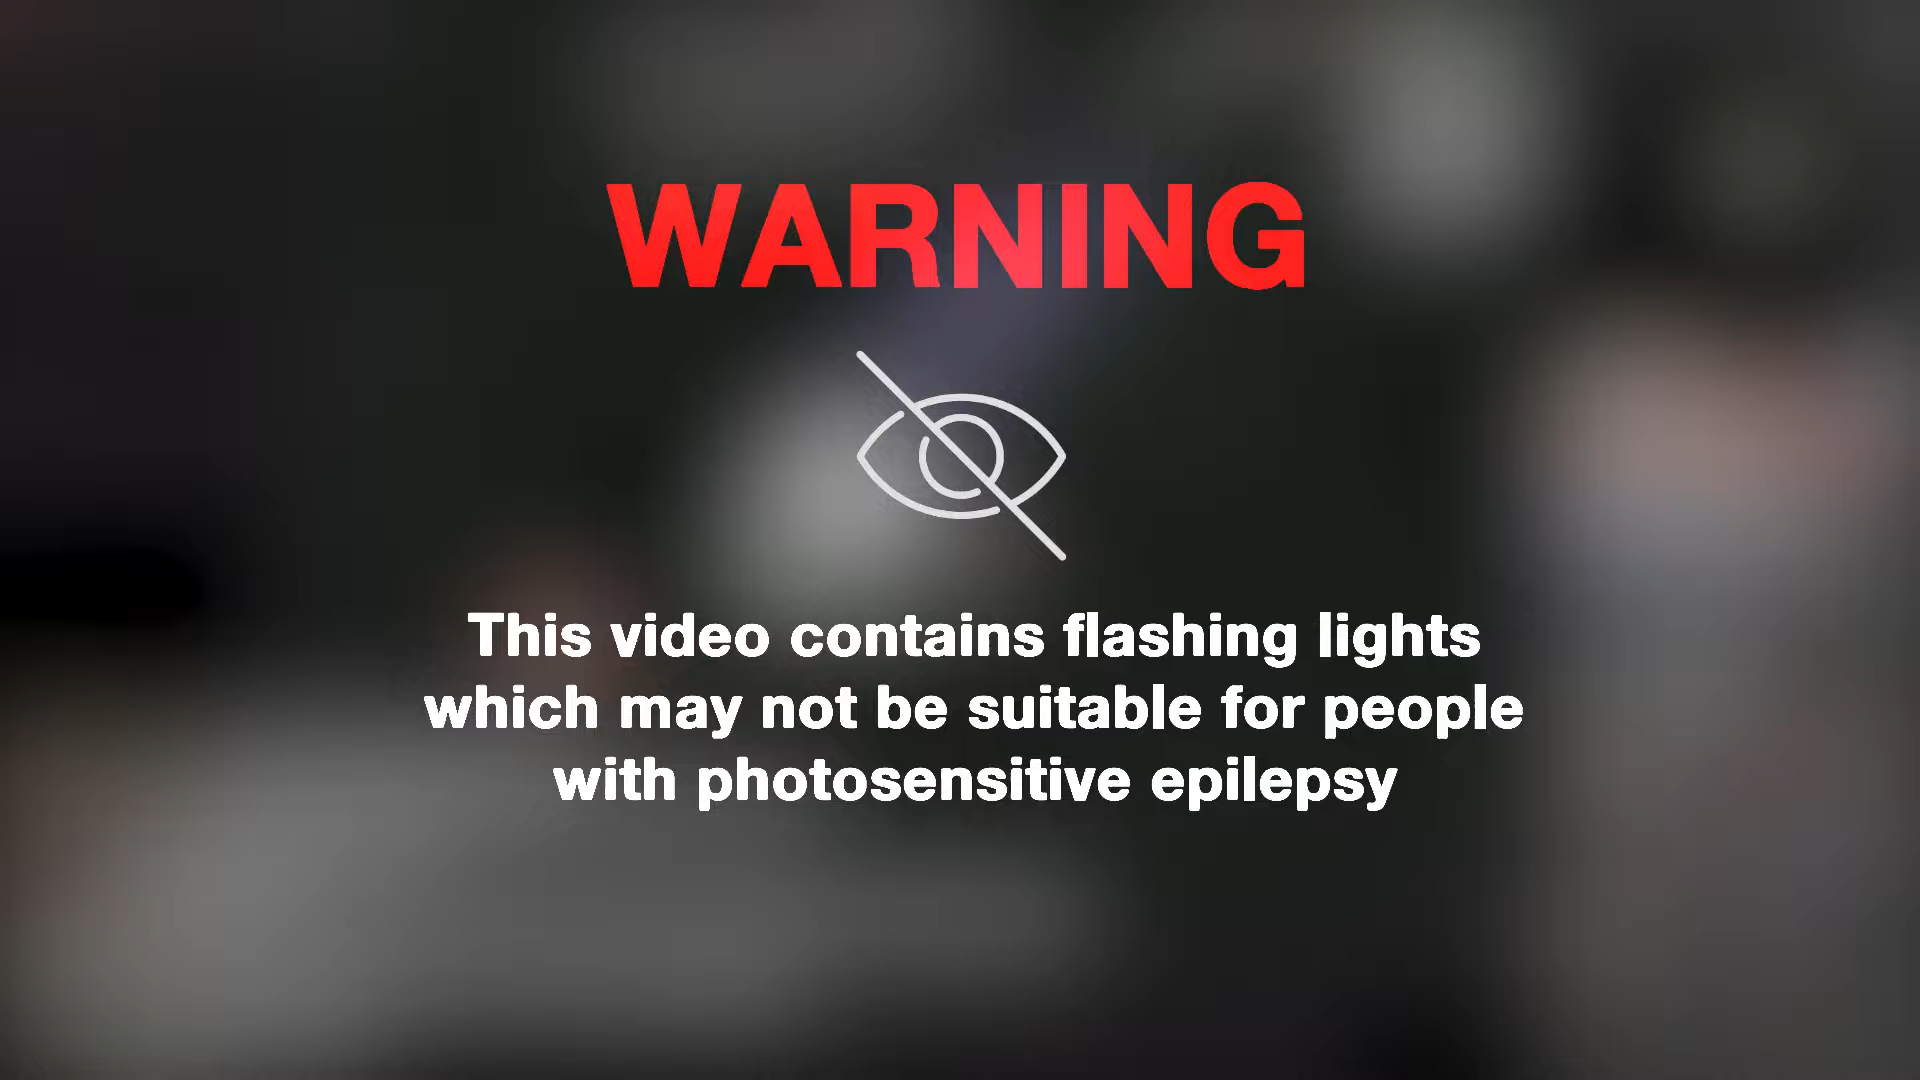 WARNING
This video contains flashing lights
which may not be suitable for people
with photosensitive epilepsy